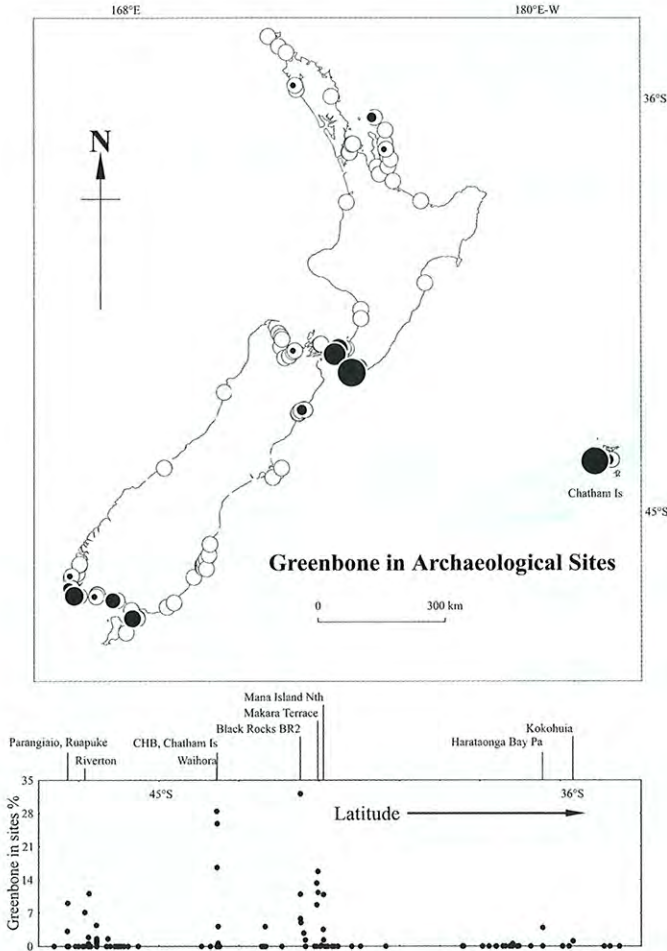 168°E
180°E-W
36°S
N
Chatham Is
45°S
Greenbone in Archaeological Sites
0
300 km
Mana Island Nth
Makara Terrace
Black Rocks BR2
Kokohuia
Parangiaio, Ruapuke
CHB, Chatham Is
Harataonga Bay Pa
Riverton
Waihora
35
45°S
36°S
28
Latitude
21
14
7
0
Greenbone in sites %